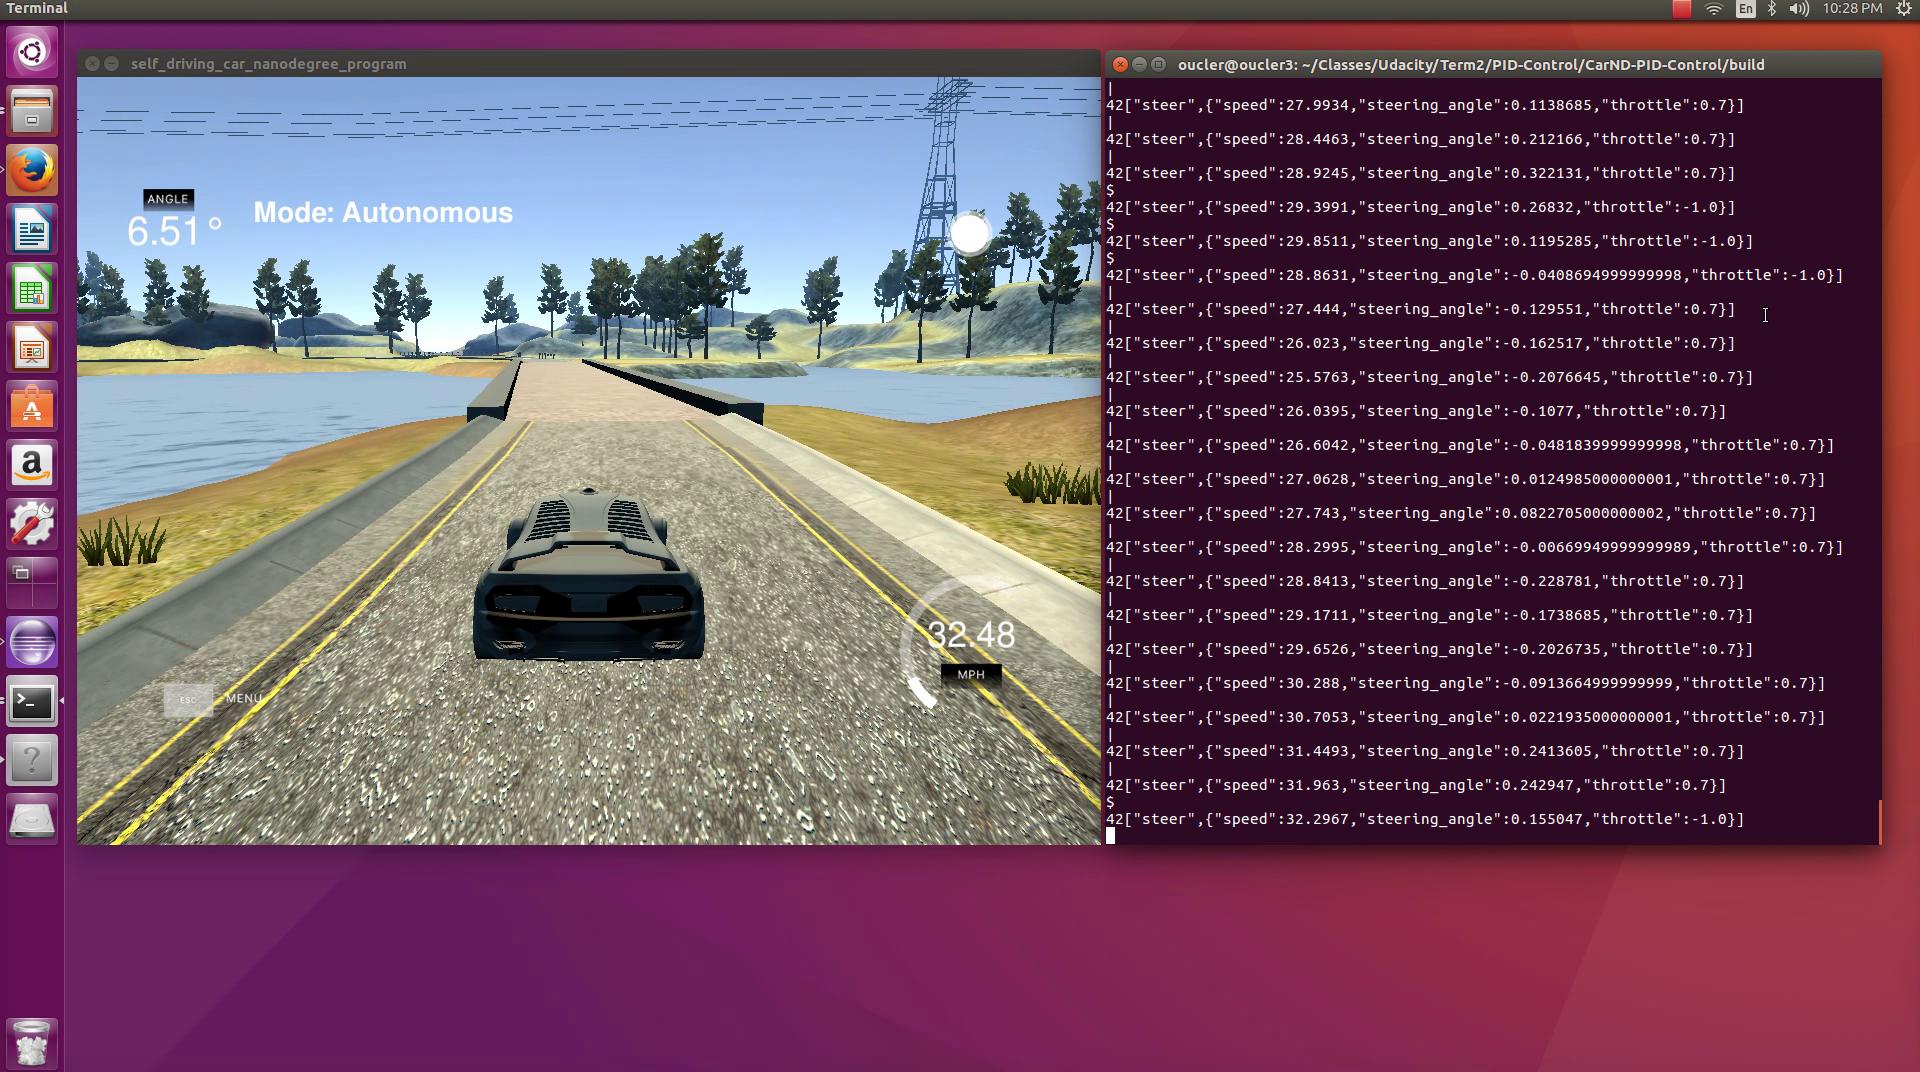 Terminal
En
10:28 PM
self_driving_car_nanodegree_program
ANGLE
6.51°
Mode: Autonomous
32.48
MPH
ESC
MENU
a
oucler@oucler3: ~/Classes/Udacity/Term2/PID-Control/CarND-PID-Control/build
|
42["steer",{"speed":27.9934,"steering_angle":0.1138685,"throttle":0.7}]
|
42["steer",{"speed":28.4463,"steering_angle":0.212166,"throttle":0.7}]
|
42["steer",{"speed":28.9245,"steering_angle":0.322131,"throttle":0.7}]
$
42["steer",{"speed":29.3991,"steering_angle":0.26832,"throttle":-1.0}]
$
42["steer",{"speed":29.8511,"steering_angle":0.1195285,"throttle":-1.0}]
$
42["steer",{"speed":28.8631,"steering_angle":-0.0408694999999998,"throttle":-1.0}]
|
42["steer",{"speed":27.444,"steering_angle":-0.129551,"throttle":0.7}]
|
42["steer",{"speed":26.023,"steering_angle":-0.162517,"throttle":0.7}]
|
42["steer",{"speed":25.5763,"steering_angle":-0.2076645,"throttle":0.7}]
|
42["steer",{"speed":26.0395,"steering_angle":-0.1077,"throttle":0.7}]
|
42["steer",{"speed":26.6042,"steering_angle":-0.0481839999999998,"throttle":0.7}]
|
42["steer",{"speed":27.0628,"steering_angle":0.0124985000000001,"throttle":0.7}]
|
42["steer",{"speed":27.743,"steering_angle":0.0822705000000002,"throttle":0.7}]
|
42["steer",{"speed":28.2995,"steering_angle":-0.00669949999999989,"throttle":0.7}]
|
42["steer",{"speed":28.8413,"steering_angle":-0.228781,"throttle":0.7}]
|
42["steer",{"speed":29.1711,"steering_angle":-0.1738685,"throttle":0.7}]
|
42["steer",{"speed":29.6526,"steering_angle":-0.2026735,"throttle":0.7}]
|
42["steer",{"speed":30.288,"steering_angle":-0.0913664999999999,"throttle":0.7}]
|
42["steer",{"speed":30.7053,"steering_angle":0.0221935000000001,"throttle":0.7}]
|
42["steer",{"speed":31.4493,"steering_angle":0.2413605,"throttle":0.7}]
|
42["steer",{"speed":31.963,"steering_angle":0.242947,"throttle":0.7}]
$
42["steer",{"speed":32.2967,"steering_angle":0.155047,"throttle":-1.0}]